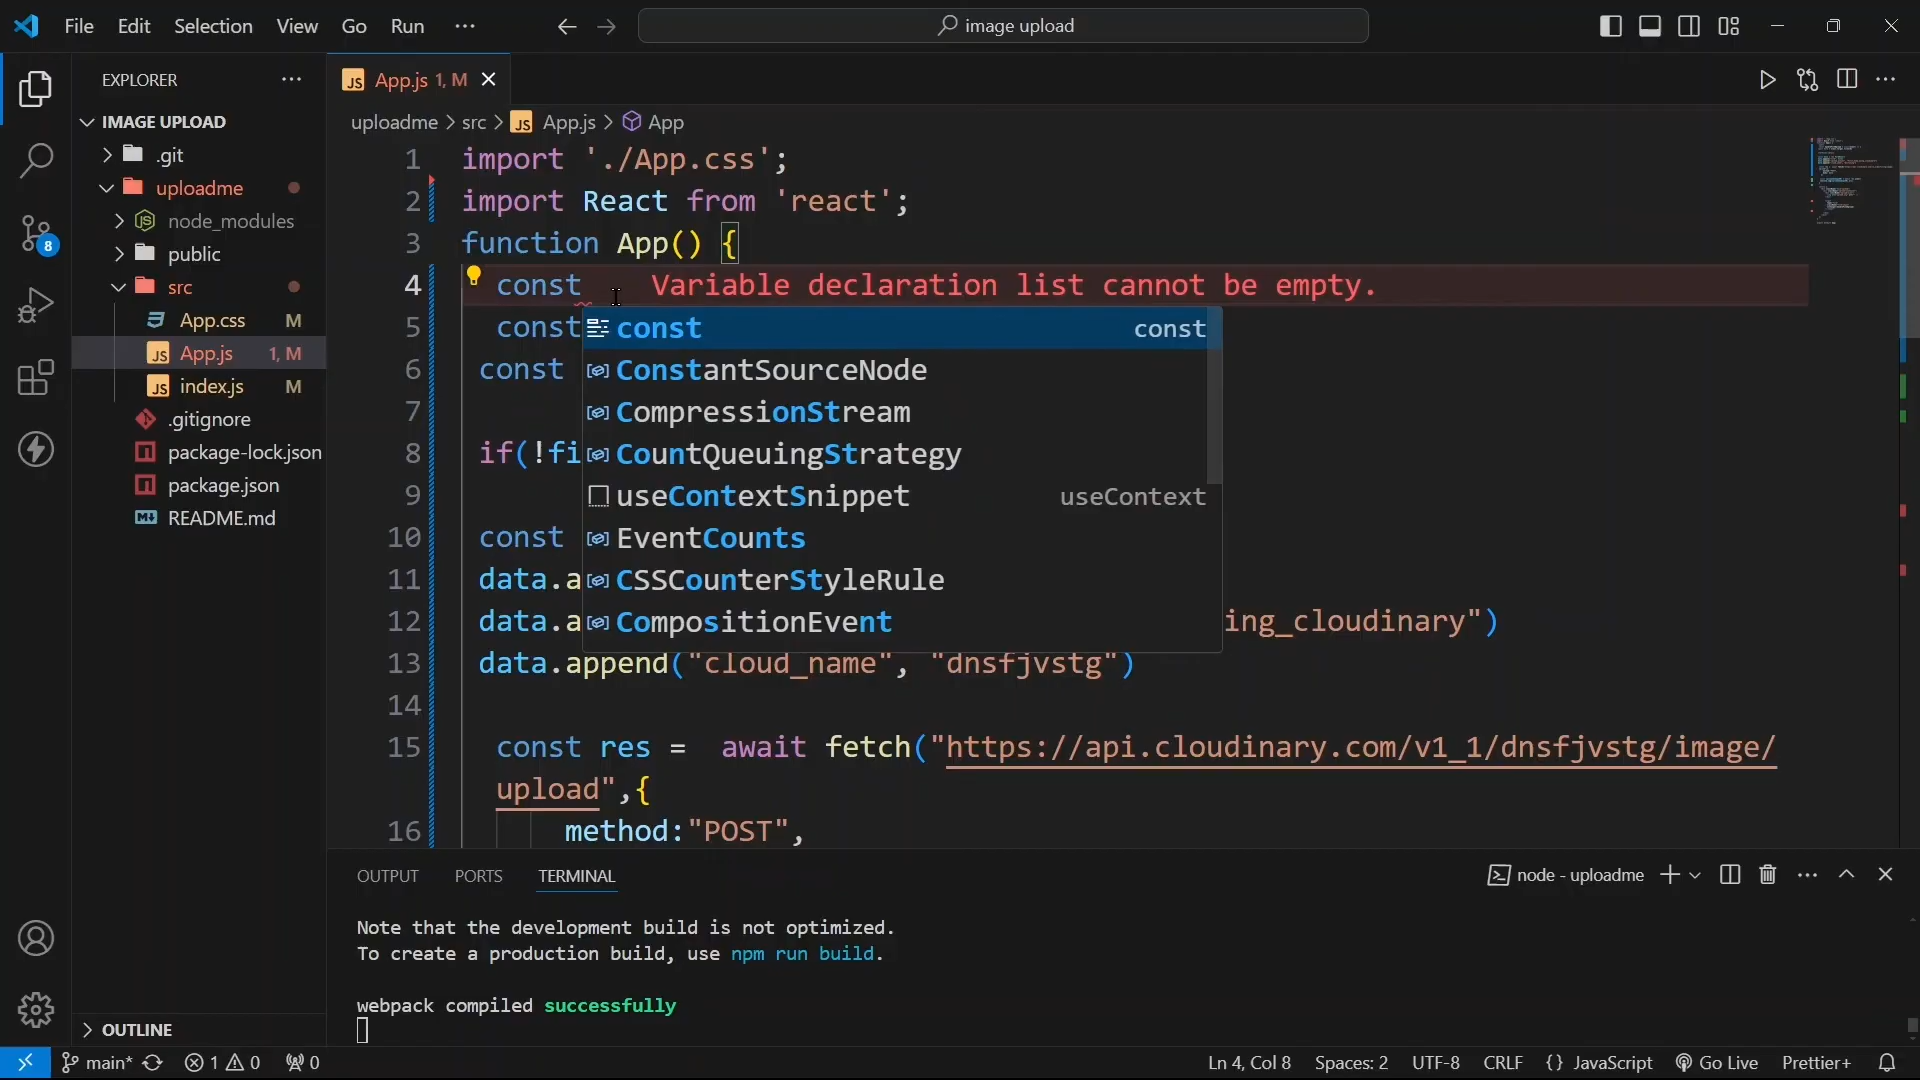 File Edit Selection View Go Run ···
image upload
EXPLORER
IMAGE UPLOAD
.git
uploadme
node_modules
public
src
App.css M
App.js 1, M
index.js M
.gitignore
package-lock.json
package.json
README.md
OUTLINE
App.js 1, M
uploadme > src > App.js > App
1 import './App.css';
2 import React from 'react';
3 function App() {
4 const Variable declaration list cannot be empty.
5 const
6 const
7
8 if(!fi
9
10 const
11 data.a
12 data.a ing_cloudinary")
13 data.append("cloud_name", "dnsfjvstg")
14
15 const res = await fetch("https://api.cloudinary.com/v1_1/dnsfjvstg/image/
upload",{
16 method:"POST",
const const
ConstantSourceNode
CompressionStream
CountQueuingStrategy
useContextSnippet useContext
EventCounts
CSSCounterStyleRule
CompositionEvent
OUTPUT PORTS TERMINAL
node - uploadme
Note that the development build is not optimized.
To create a production build, use npm run build.
webpack compiled successfully
main* 1 0 0
Ln 4, Col 8 Spaces: 2 UTF-8 CRLF {} JavaScript Go Live Prettier+
8